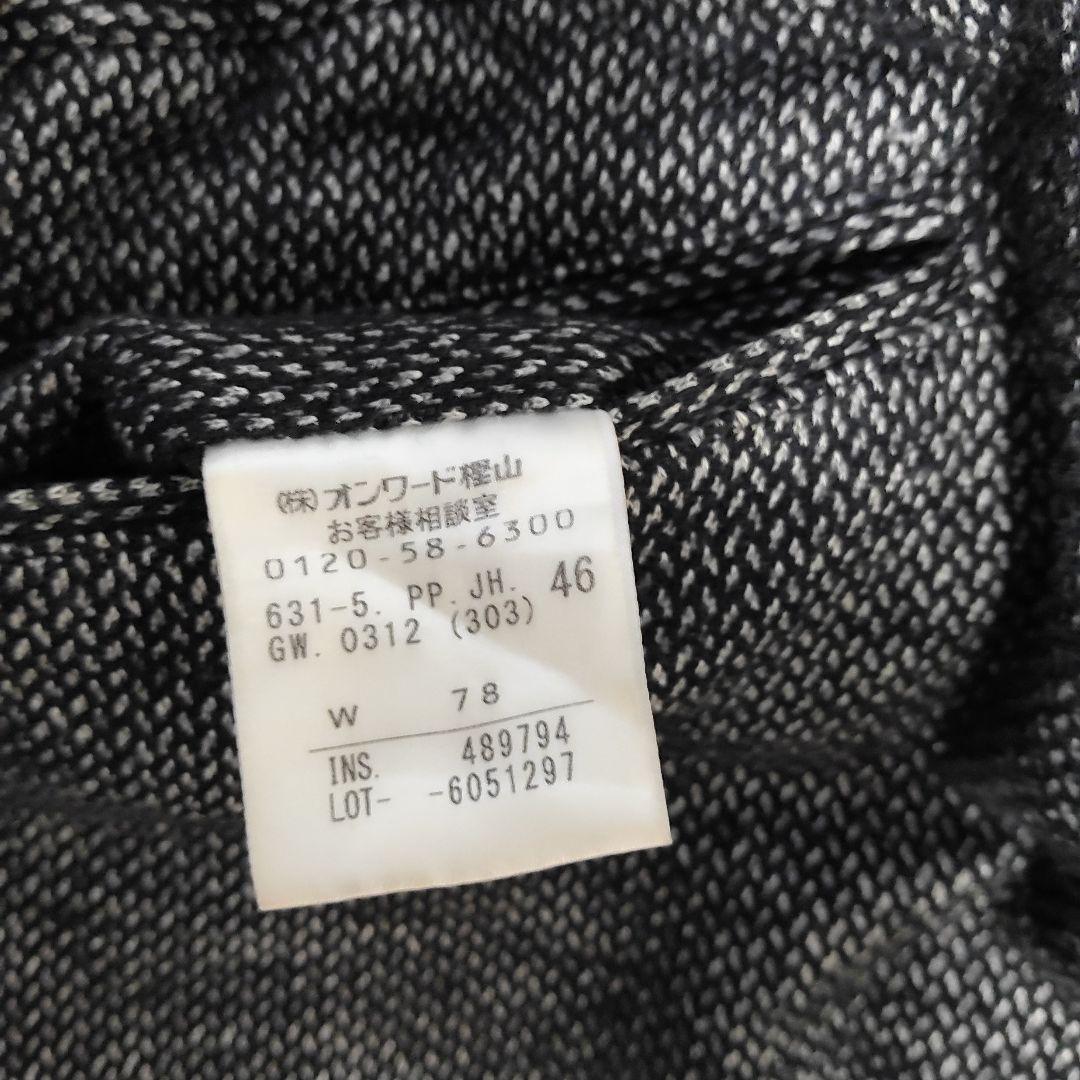 (株)オンワード樫山
お客様相談室
0120-58-6300
631-5. PP. JH. 46
GW. 0312 (303)
W 78
INS. 489794
LOT- -6051297